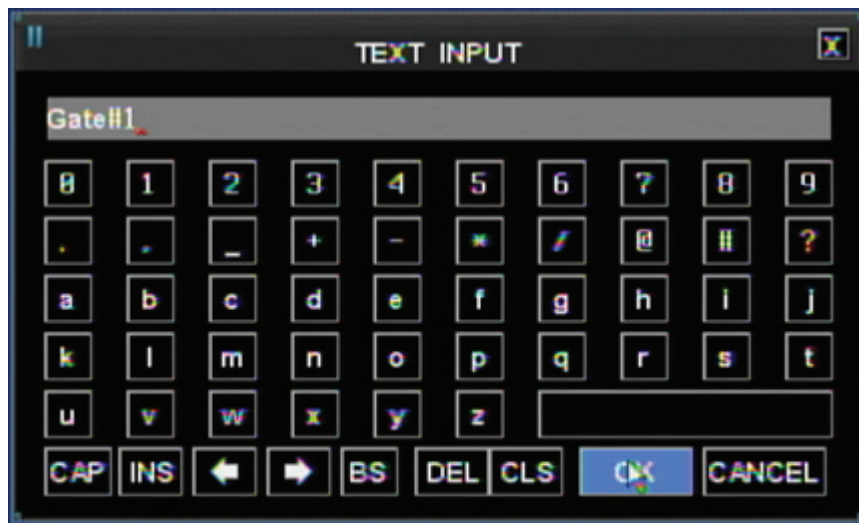 TEXT INPUT X
Gate#1_
0 1 2 3 4 5 6 7 8 9
. , _ + - * / @ # ?
a b c d e f g h i j
k l m n o p q r s t
u v w x y z
CAP INS BS DEL CLS OK CANCEL